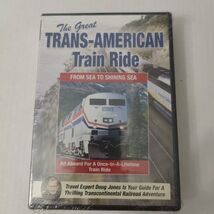 The Great
TRANS-AMERICAN
Train Ride
FROM SEA TO SHINING SEA
All Aboard For A Once-In-A-Lifetime
Train Ride
Travel Expert Doug Jones Is Your Guide For A
Thrilling Transcontinental Railroad Adventure